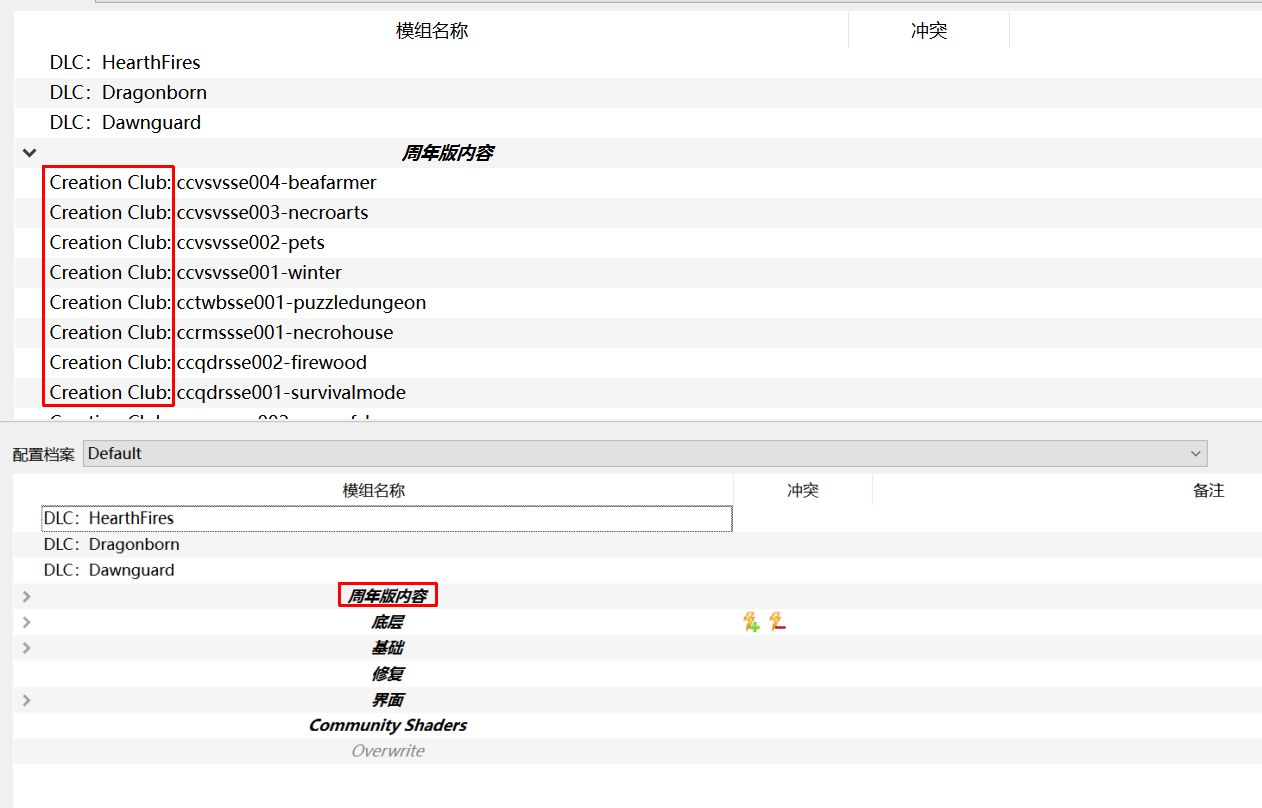 模组名称 冲突
DLC：HearthFires
DLC：Dragonborn
DLC：Dawnguard
周年版内容
Creation Club: ccvsvsse004-beafarmer
Creation Club: ccvsvsse003-necroarts
Creation Club: ccvsvsse002-pets
Creation Club: ccvsvsse001-winter
Creation Club: cctwbsse001-puzzledungeon
Creation Club: ccrmssse001-necrohouse
Creation Club: ccqdrsse002-firewood
Creation Club: ccqdrsse001-survivalmode
配置档案 Default
模组名称 冲突 备注
DLC：HearthFires
DLC：Dragonborn
DLC：Dawnguard
周年版内容
底层
基础
修复
界面
Community Shaders
Overwrite